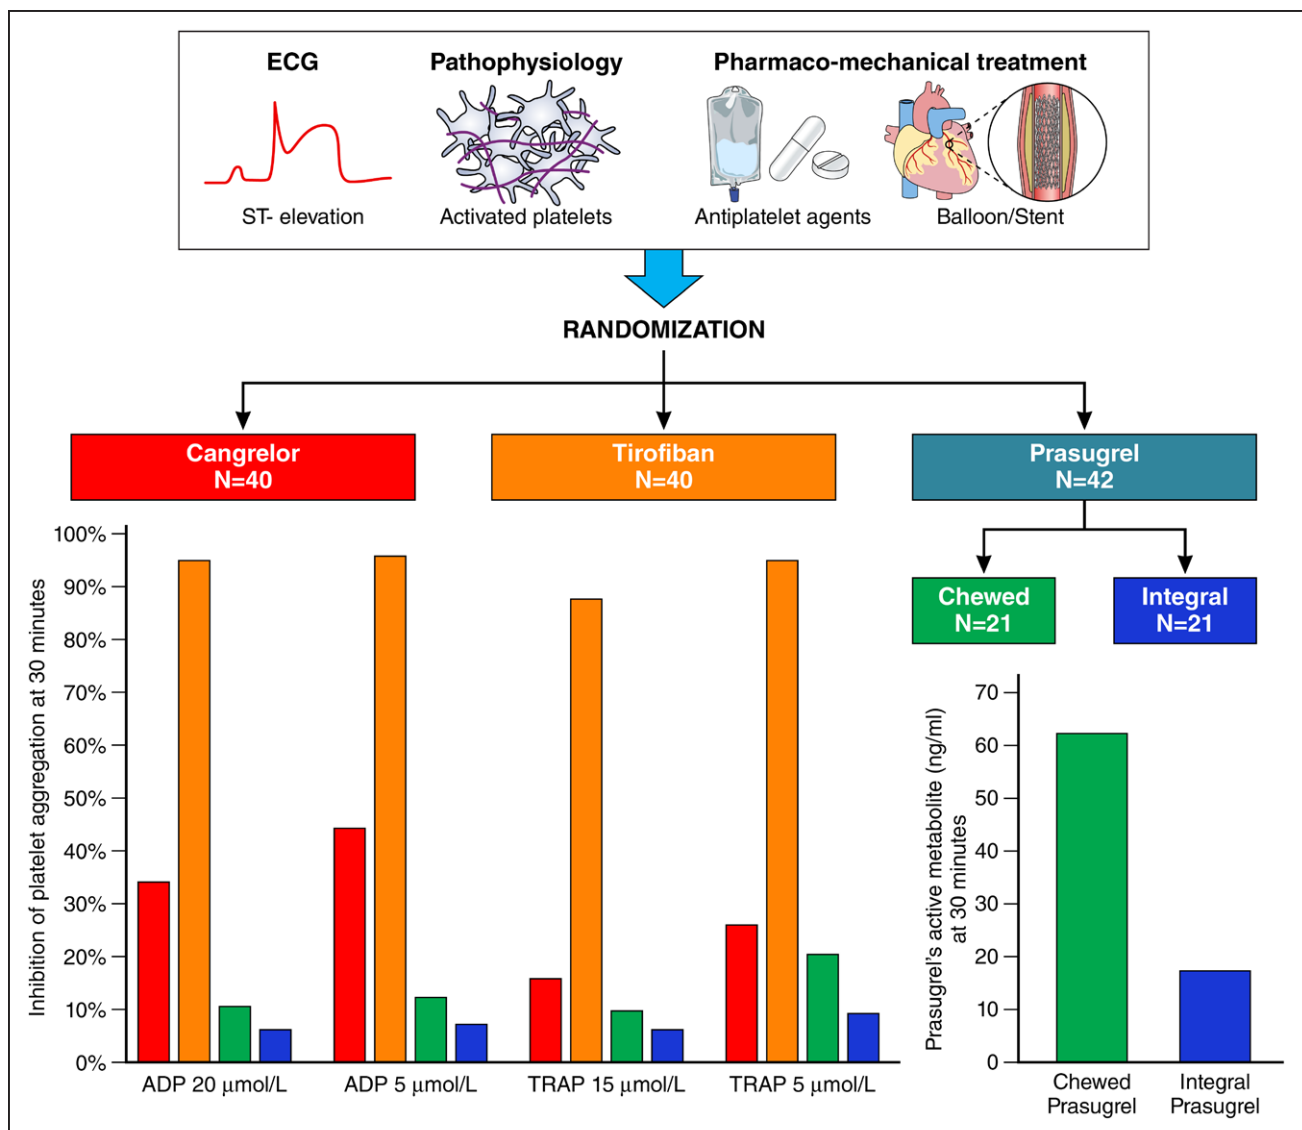 ECG
Pathophysiology
Pharmaco-mechanical treatment
ST- elevation
Activated platelets
Antiplatelet agents
Balloon/Stent
RANDOMIZATION
Cangrelor
N=40
Tirofiban
N=40
Prasugrel
N=42
Chewed
N=21
Integral
N=21
Inhibition of platelet aggregation at 30 minutes
100%
90%
80%
70%
60%
50%
40%
30%
20%
10%
0%
ADP 20 μmol/L
ADP 5 μmol/L
TRAP 15 μmol/L
TRAP 5 μmol/L
Prasugrel's active metabolite (ng/ml)
at 30 minutes
70
60
50
40
30
20
10
0
Chewed
Prasugrel
Integral
Prasugrel